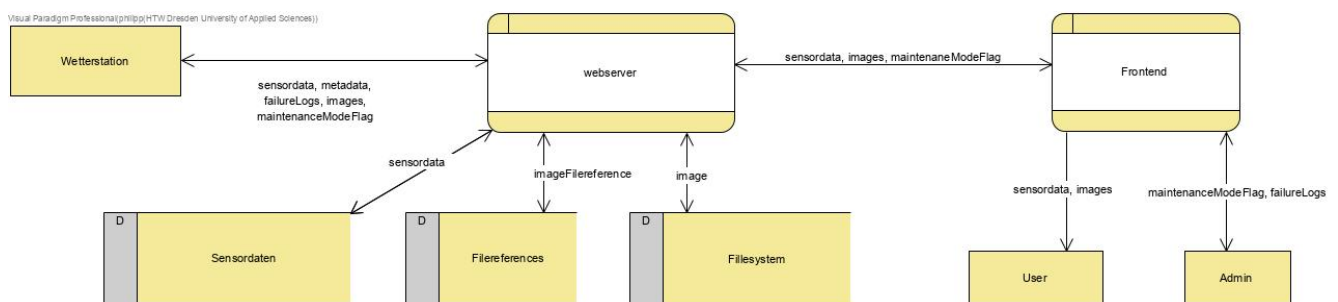 Visual Paradigm Professional(philipp(HTW Dresden University of Applied Sciences))
Wetterstation
webserver
Frontend
sensordata, images, maintenaneModeFlag
sensordata, metadata,
failureLogs, images,
maintenanceModeFlag
sensordata
imageFilereference
image
sensordata, images
maintenanceModeFlag, failureLogs
D
Sensordaten
D
Filereferences
D
Fillesystem
User
Admin